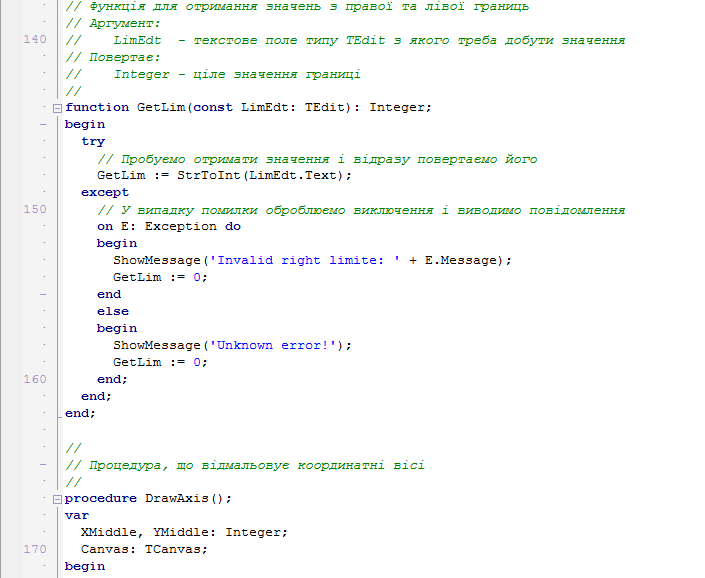 // Функція для отримання значень з правої та лівої границь
// Аргумент:
140 //    LimEdt  - текстове поле типу TEdit з якого треба добути значення
// Повертає:
//    Integer - ціле значення границі
//
function GetLim(const LimEdt: TEdit): Integer;
begin
  try
    // Пробуємо отримати значення і відразу повертаємо його
    GetLim := StrToInt(LimEdt.Text);
  except
150     // У випадку помилки оброблюємо виключення і виводимо повідомлення
    on E: Exception do
    begin
      ShowMessage('Invalid right limite: ' + E.Message);
      GetLim := 0;
    end
    else
    begin
      ShowMessage('Unknown error!');
      GetLim := 0;
160     end;
  end;
end;
//
// Процедура, що відмальовує координатні вісі
//
procedure DrawAxis();
var
  XMiddle, YMiddle: Integer;
170   Canvas: TCanvas;
begin